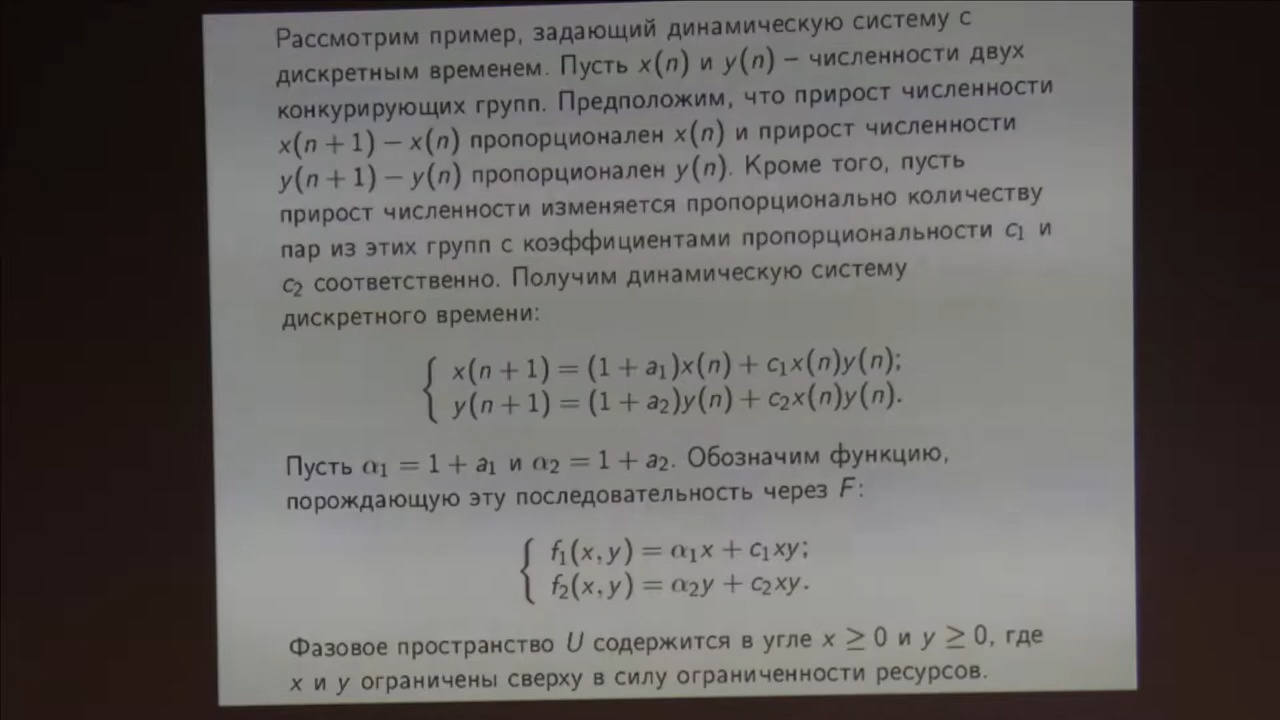 Рассмотрим пример, задающий динамическую систему с
дискретным временем. Пусть x(n) и y(n) – численности двух
конкурирующих групп. Предположим, что прирост численности
x(n + 1) − x(n) пропорционален x(n) и прирост численности
y(n + 1) − y(n) пропорционален y(n). Кроме того, пусть
прирост численности изменяется пропорционально количеству
пар из этих групп с коэффициентами пропорциональности c₁ и
c₂ соответственно. Получим динамическую систему
дискретного времени:
x(n + 1) = (1 + a₁)x(n) + c₁x(n)y(n);
y(n + 1) = (1 + a₂)y(n) + c₂x(n)y(n).
Пусть α₁ = 1 + a₁ и α₂ = 1 + a₂. Обозначим функцию,
порождающую эту последовательность через F:
f₁(x, y) = α₁x + c₁xy;
f₂(x, y) = α₂y + c₂xy.
Фазовое пространство U содержится в угле x ≥ 0 и y ≥ 0, где
x и y ограничены сверху в силу ограниченности ресурсов.